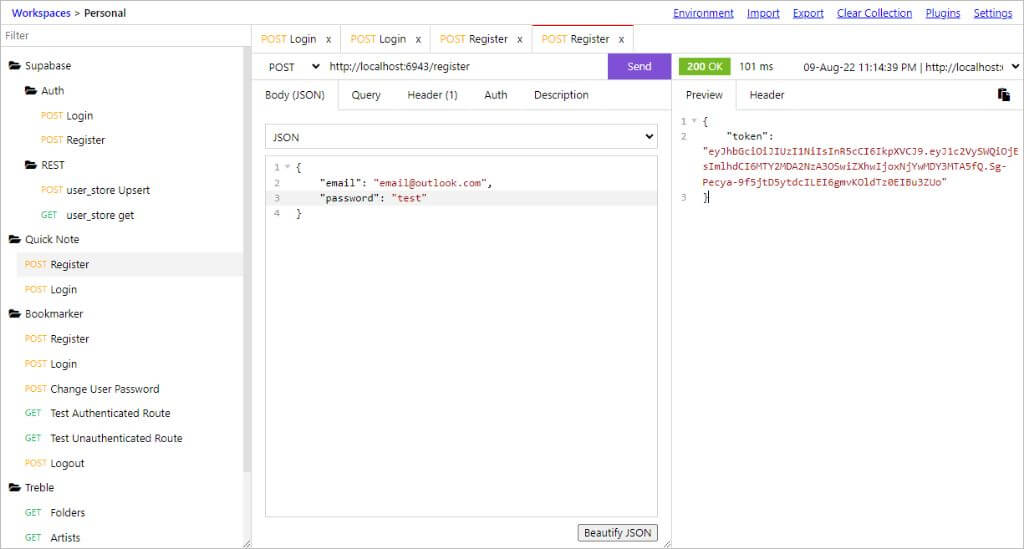 Workspaces > Personal
Environment Import Export Clear Collection Plugins Settings
Filter
Supabase
Auth
POST Login
POST Register
REST
POST user_store Upsert
GET user_store get
Quick Note
POST Register
POST Login
Bookmarker
POST Register
POST Login
POST Change User Password
GET Test Authenticated Route
GET Test Unauthenticated Route
POST Logout
Treble
GET Folders
GET Artists
POST Login x POST Login x POST Register x POST Register x
POST http://localhost:6943/register Send
Body (JSON) Query Header (1) Auth Description
JSON
1 {
2 "email": "email@outlook.com",
3 "password": "test"
4 }
Beautify JSON
200 OK 101 ms 09-Aug-22 11:14:39 PM | http://localhost:
Preview Header
1 {
2 "token":
"eyJhbGciOiJIUzI1NiIsInR5cCI6IkpXVCJ9.eyJ1c2VySWQiOjE
sImlhdCI6MTY2MDA2NzA3OSwiZXhwIjoxNjYwMDY3MTA5fQ.Sg-
Pecya-9f5jtD5ytdcILEI6gmvKOldTz0EIBu3ZUo"
3 }